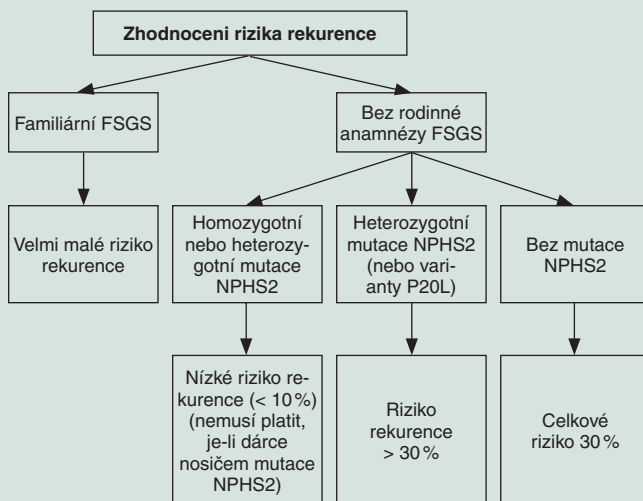 Zhodnoceni rizika rekurence
Familiární FSGS
Bez rodinné
anamnézy FSGS
Velmi malé riziko
rekurence
Homozygotní
nebo heterozy-
gotní mutace
NPHS2
Heterozygotní
mutace NPHS2
(nebo vari-
anty P20L)
Bez mutace
NPHS2
Nízké riziko re-
kurence (< 10 %)
(nemusí platit,
je-li dárce
nosičem mutace
NPHS2)
Riziko
rekurence
> 30 %
Celkové
riziko 30 %